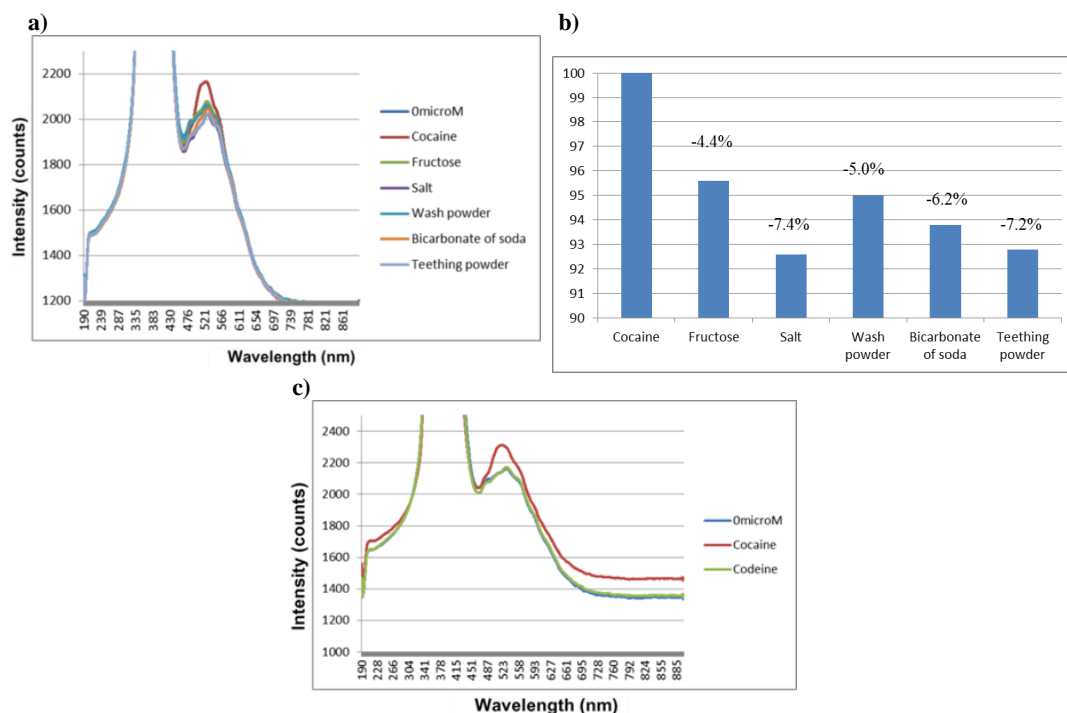 a)
2200
2000
1800
1600
1400
1200
Intensity (counts)
190 239 287 335 383 430 476 521 566 611 654 697 739 781 821 861
Wavelength (nm)
0microM
Cocaine
Fructose
Salt
Wash powder
Bicarbonate of soda
Teething powder
b)
100
99
98
97
96
95
94
93
92
91
90
-4.4%
-7.4%
-5.0%
-6.2%
-7.2%
Cocaine
Fructose
Salt
Wash
powder
Bicarbonate
of soda
Teething
powder
c)
2400
2200
2000
1800
1600
1400
1200
1000
Intensity (counts)
190 228 266 304 341 378 415 451 487 523 558 593 627 661 695 728 760 792 824 855 885
Wavelength (nm)
0microM
Cocaine
Codeine